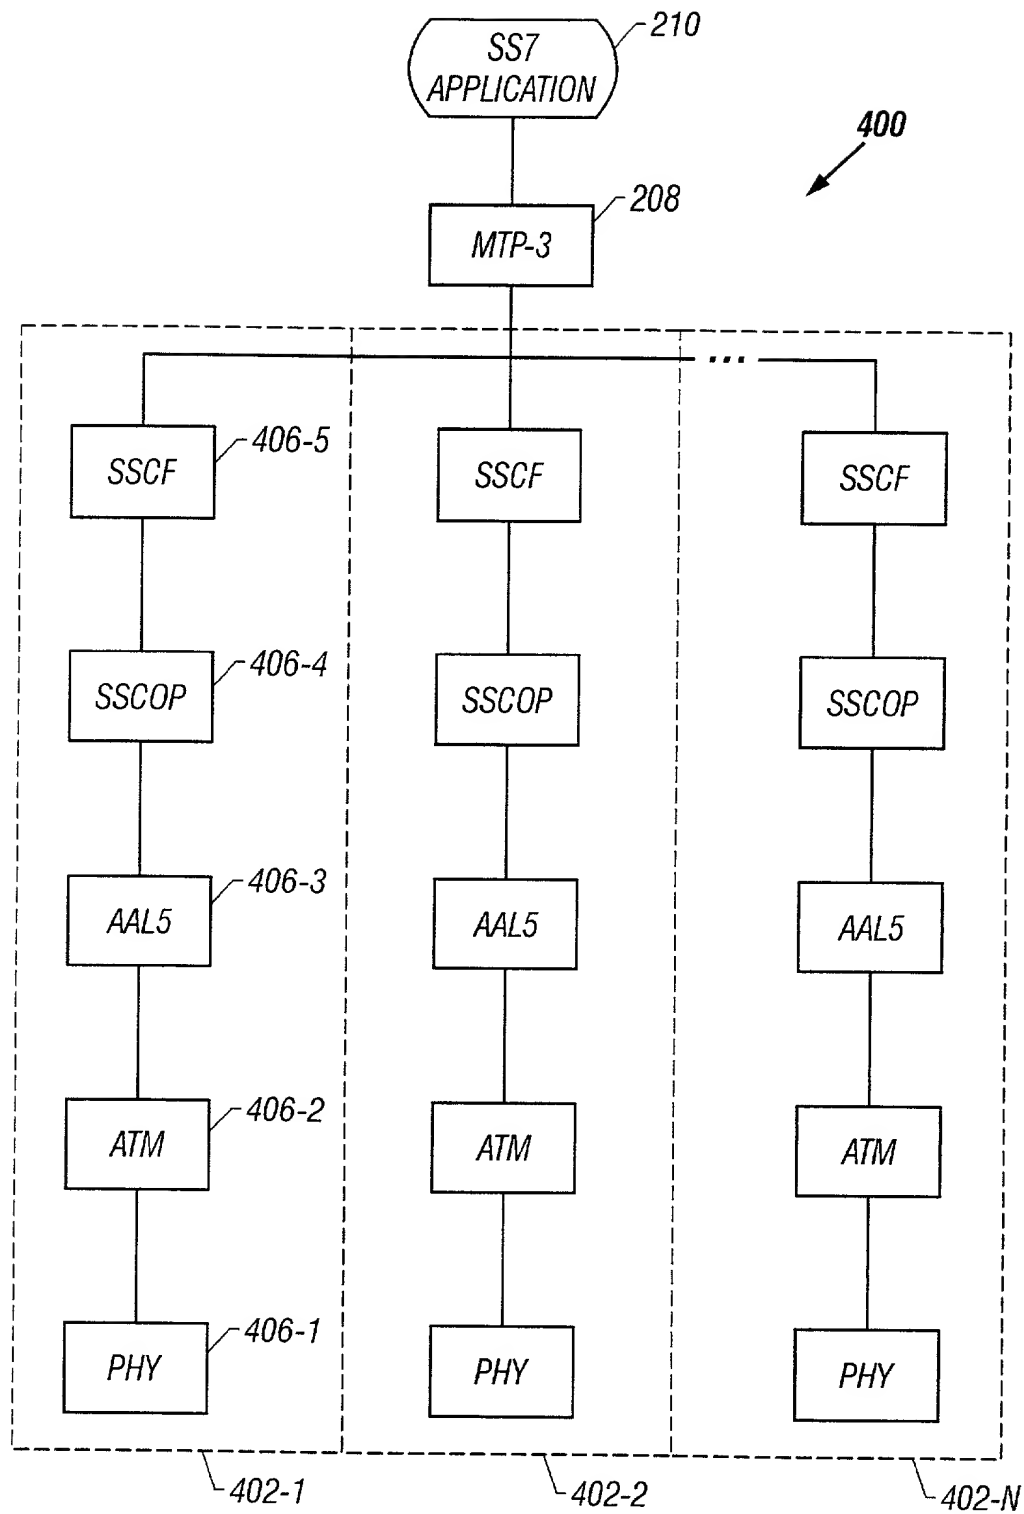 210
SS7
APPLICATION
400
208
MTP-3
...
406-5
SSCF
SSCF
SSCF
406-4
SSCOP
SSCOP
SSCOP
406-3
AAL5
AAL5
AAL5
406-2
ATM
ATM
ATM
406-1
PHY
PHY
PHY
402-1
402-2
402-N